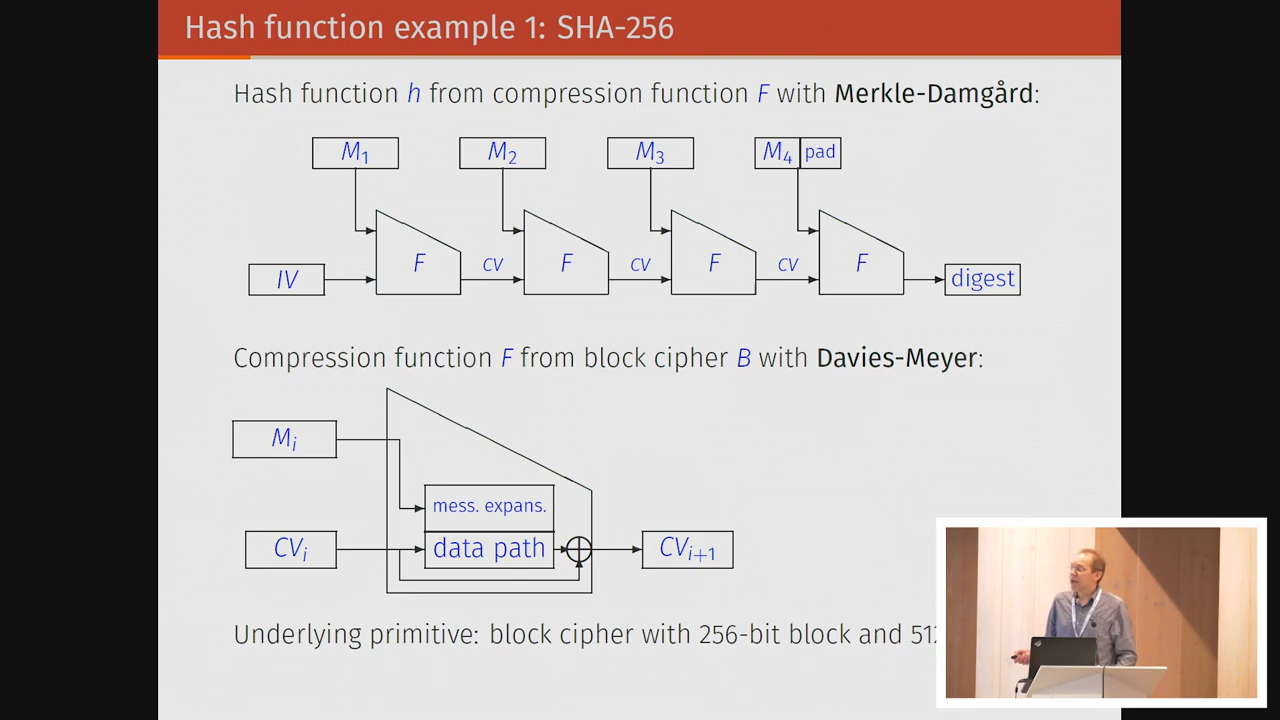 Hash function example 1: SHA-256
Hash function h from compression function F with Merkle-Damgård:
M1 M2 M3 M4 pad
F F F F
IV cv cv cv digest
Compression function F from block cipher B with Davies-Meyer:
Mi
mess. expans.
CVi data path CVi+1
Underlying primitive: block cipher with 256-bit block and